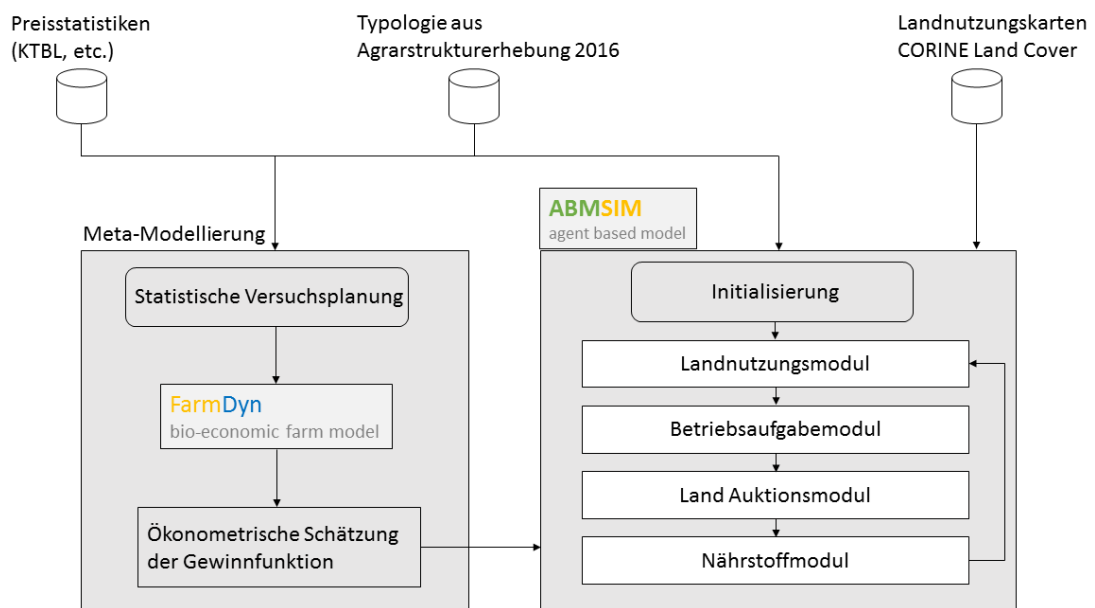 Preisstatistiken
(KTBL, etc.)
Typologie aus
Agrarstrukturerhebung 2016
Landnutzungskarten
CORINE Land Cover
ABMSIM
agent based model
Meta-Modellierung
Statistische Versuchsplanung
FarmDyn
bio-economic farm model
Ökonometrische Schätzung
der Gewinnfunktion
Initialisierung
Landnutzungsmodul
Betriebsaufgabemodul
Land Auktionsmodul
Nährstoffmodul